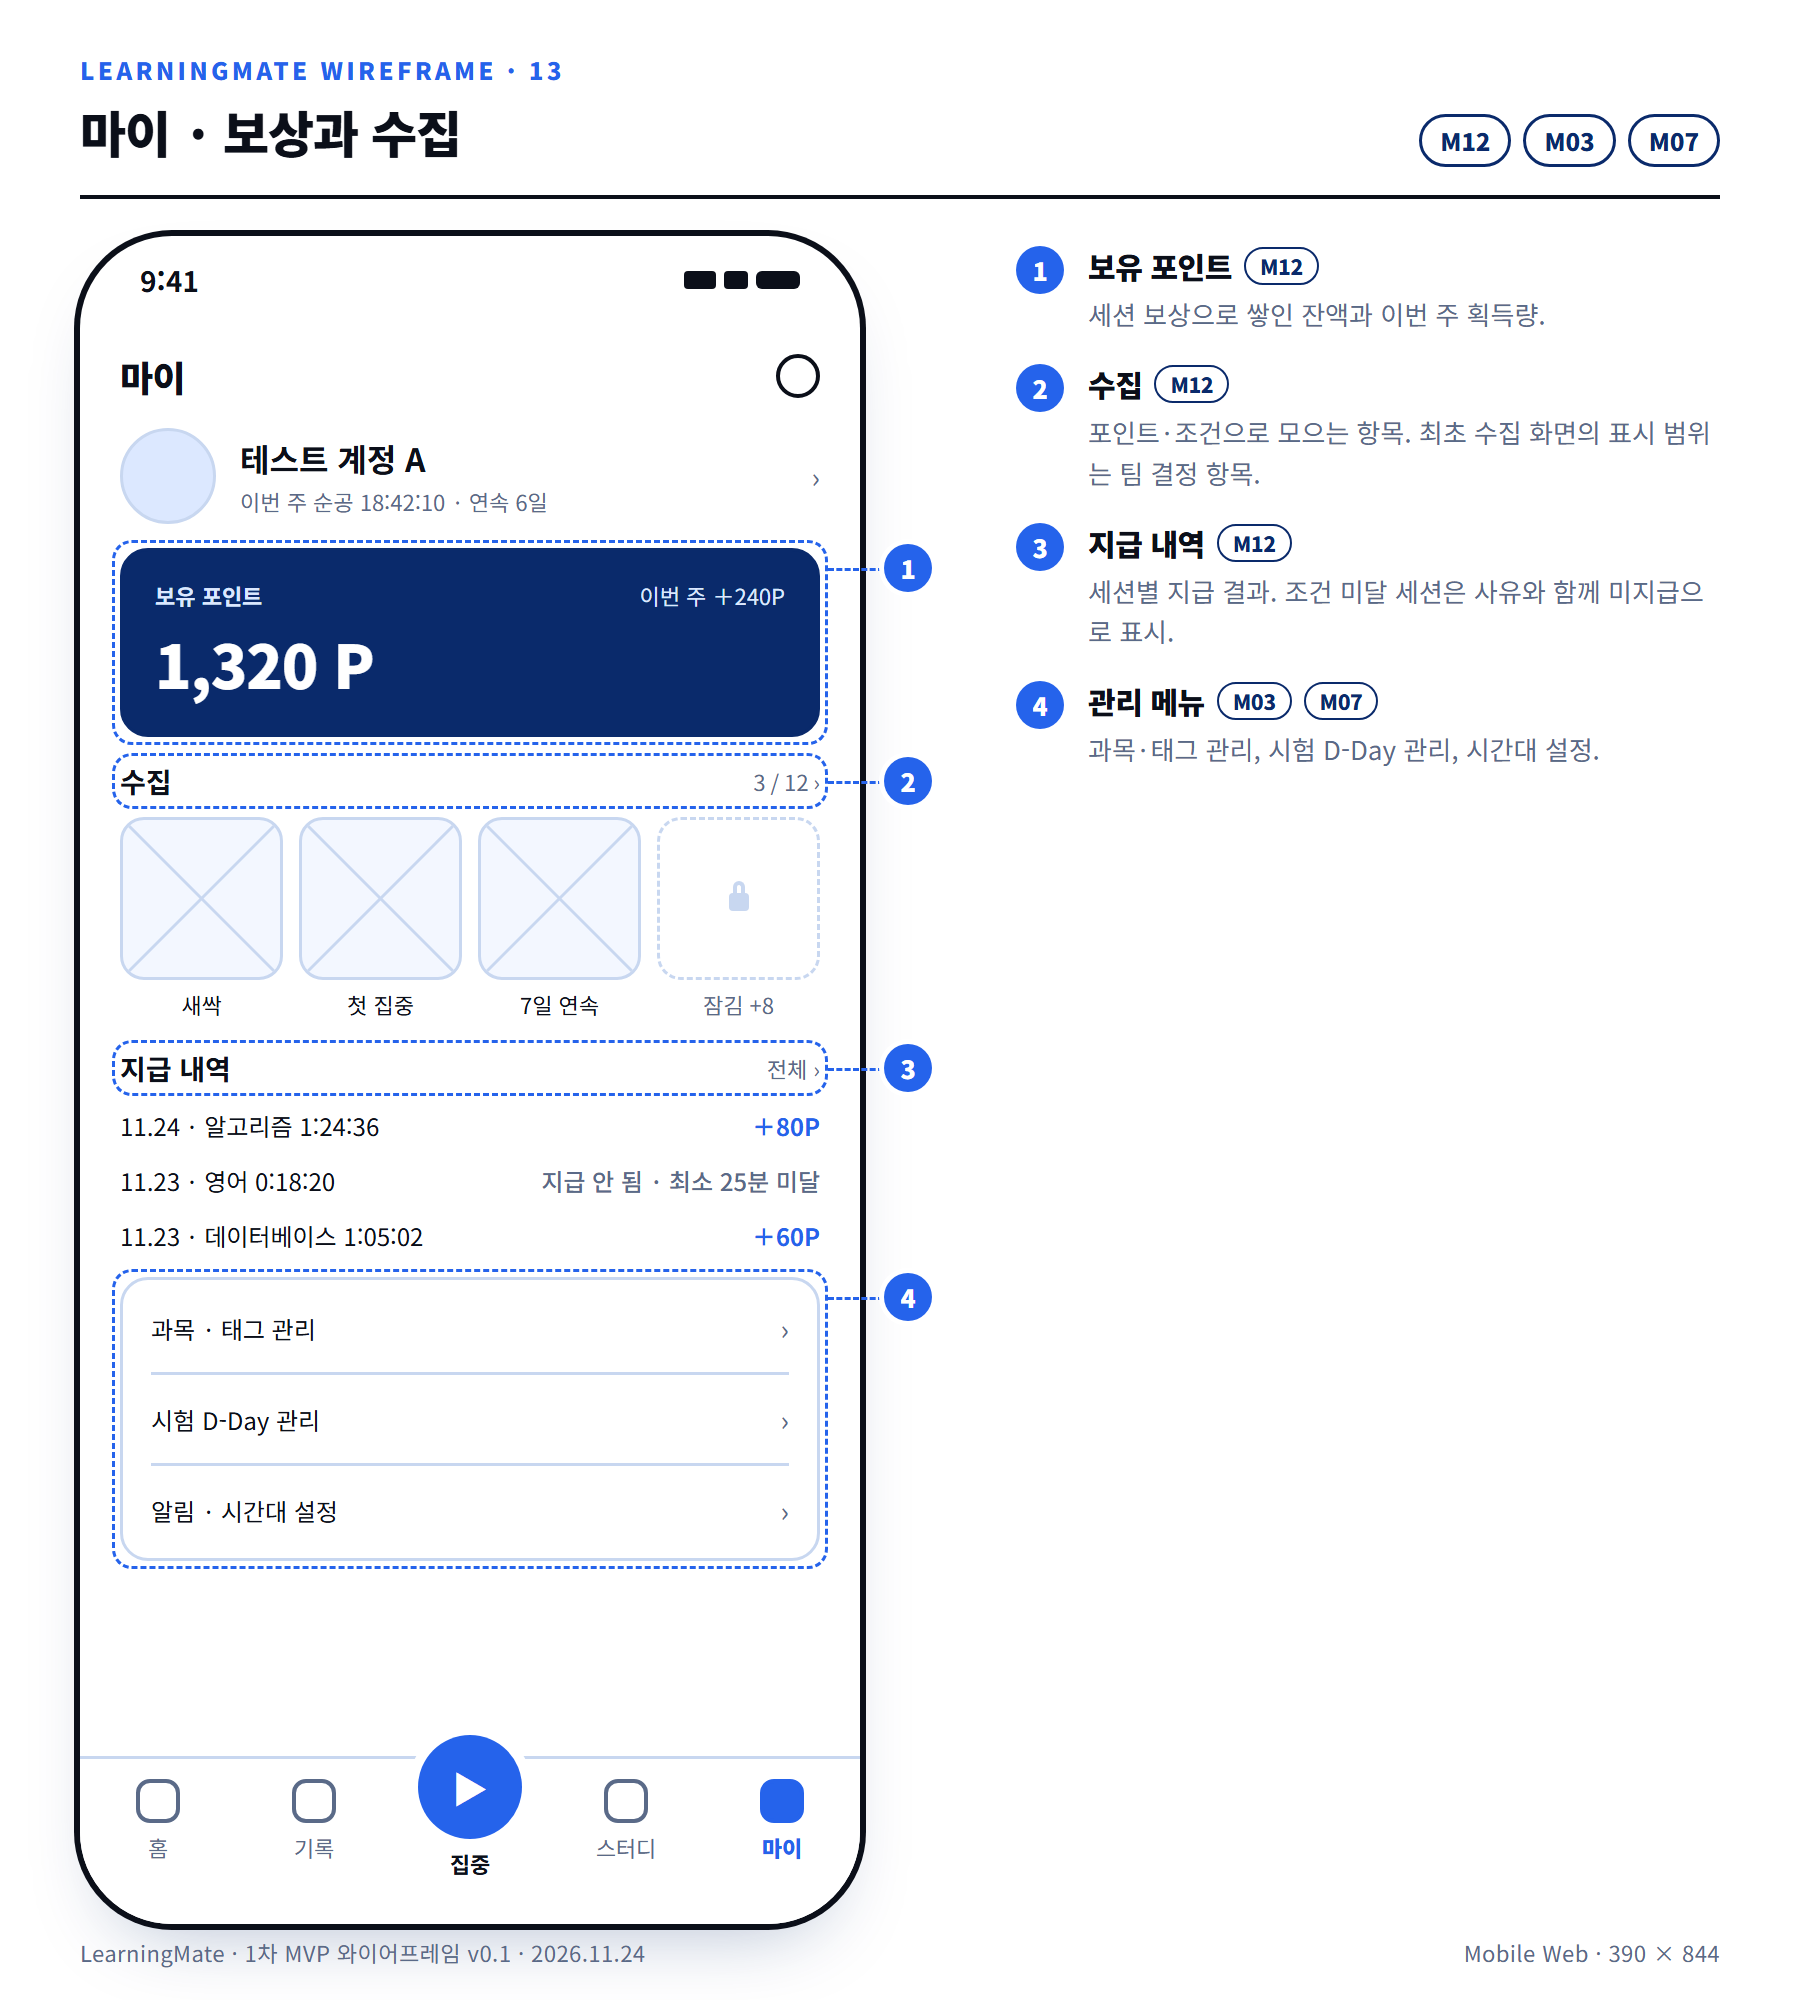 LEARNINGMATE WIREFRAME · 13
마이 · 보상과 수집
M12 M03 M07
9:41
마이
테스트 계정 A
이번 주 순공 18:42:10 · 연속 6일
›
보유 포인트
이번 주 +240P
1,320 P
1
수집
3 / 12 ›
2
새싹
첫 집중
7일 연속
잠김 +8
지급 내역
전체 ›
3
11.24 · 알고리즘 1:24:36
+80P
11.23 · 영어 0:18:20
지급 안 됨 · 최소 25분 미달
11.23 · 데이터베이스 1:05:02
+60P
4
과목 · 태그 관리 ›
시험 D-Day 관리 ›
알림 · 시간대 설정 ›
홈
기록
집중
스터디
마이
1 보유 포인트 M12
세션 보상으로 쌓인 잔액과 이번 주 획득량.
2 수집 M12
포인트·조건으로 모으는 항목. 최초 수집 화면의 표시 범위
는 팀 결정 항목.
3 지급 내역 M12
세션별 지급 결과. 조건 미달 세션은 사유와 함께 미지급으
로 표시.
4 관리 메뉴 M03 M07
과목·태그 관리, 시험 D-Day 관리, 시간대 설정.
LearningMate · 1차 MVP 와이어프레임 v0.1 · 2026.11.24
Mobile Web · 390 × 844